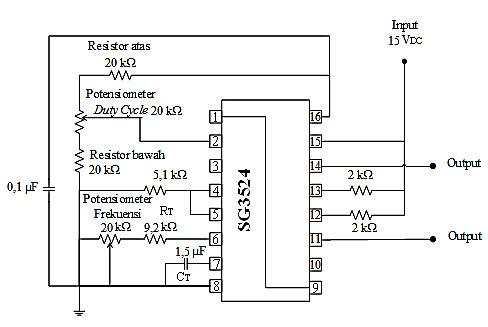 Input
15 VDC
Resistor atas
20 kΩ
Potensiometer
Duty Cycle 20 kΩ
Resistor bawah
20 kΩ
5,1 kΩ
0,1 µF
Potensiometer
Frekuensi
20 kΩ
RT
9,2 kΩ
1,5 µF
CT
SG3524
1
2
3
4
5
6
7
8
16
15
14
13
12
11
10
9
2 kΩ
2 kΩ
Output
Output